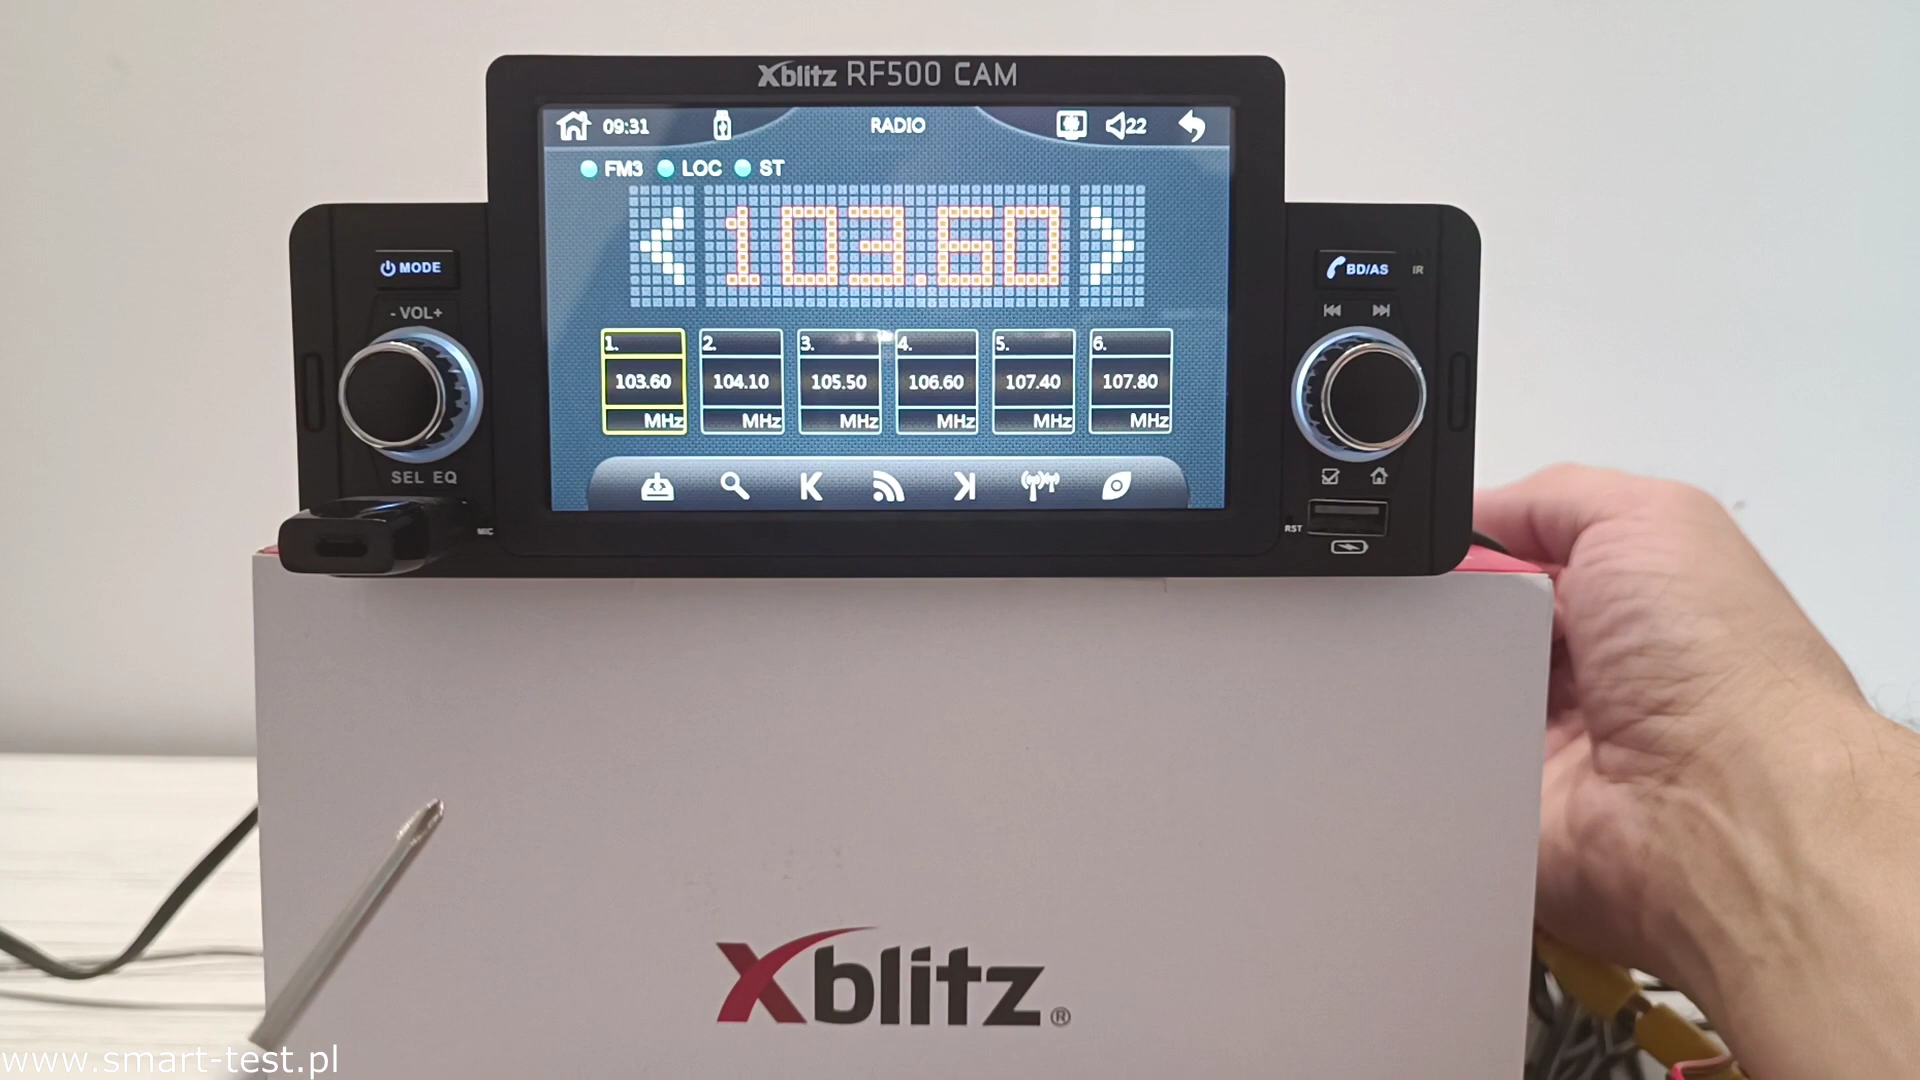 Xblitz RF500 CAM
09:31 RADIO 22
FM3 LOC ST
103.60
1. 2. 3. 4. 5. 6.
103.60 104.10 105.50 106.60 107.40 107.80
MHz MHz MHz MHz MHz MHz
MODE
- VOL+
SEL EQ
MIC
BD/AS IR
RST
Xblitz®
www.smart-test.pl